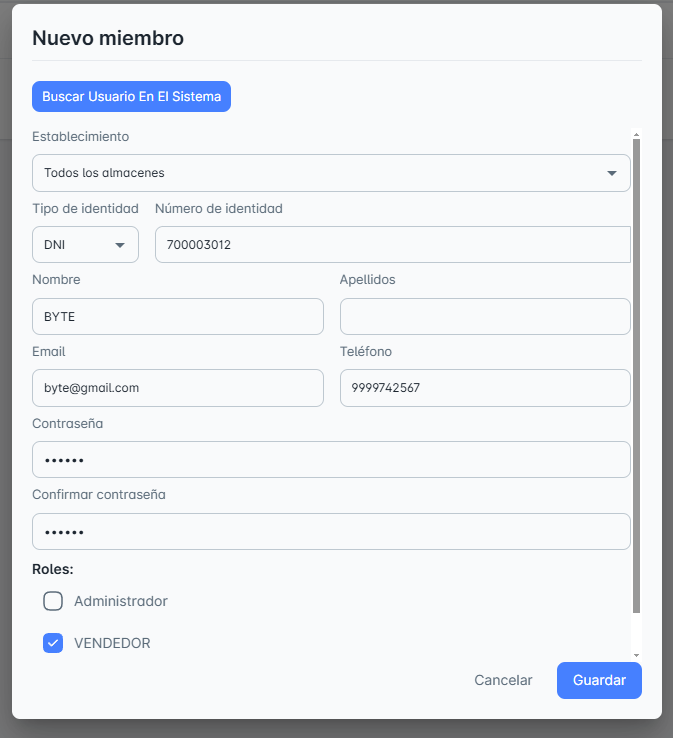 Nuevo miembro
Buscar Usuario En El Sistema
Establecimiento
Todos los almacenes
Tipo de identidad Número de identidad
DNI 700003012
Nombre Apellidos
BYTE
Email Teléfono
byte@gmail.com 9999742567
Contraseña
••••••
Confirmar contraseña
••••••
Roles:
Administrador
VENDEDOR
Cancelar Guardar